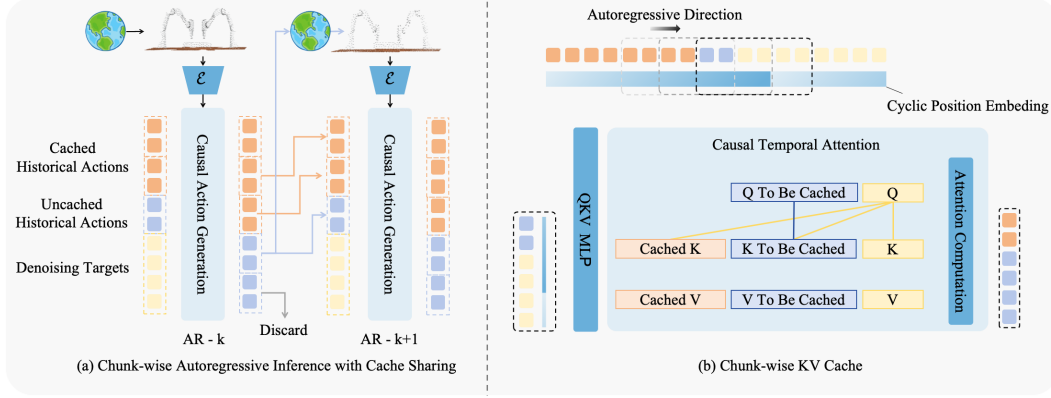 ℰ
ℰ
Causal Action Generation
Causal Action Generation
Cached
Historical Actions
Uncached
Historical Actions
Denoising Targets
Discard
AR - k
AR - k+1
(a) Chunk-wise Autoregressive Inference with Cache Sharing
Autoregressive Direction
Cyclic Position Embeding
QKV MLP
Causal Temporal Attention
Q To Be Cached
Q
Cached K
K To Be Cached
K
Cached V
V To Be Cached
V
Attention Computation
(b) Chunk-wise KV Cache